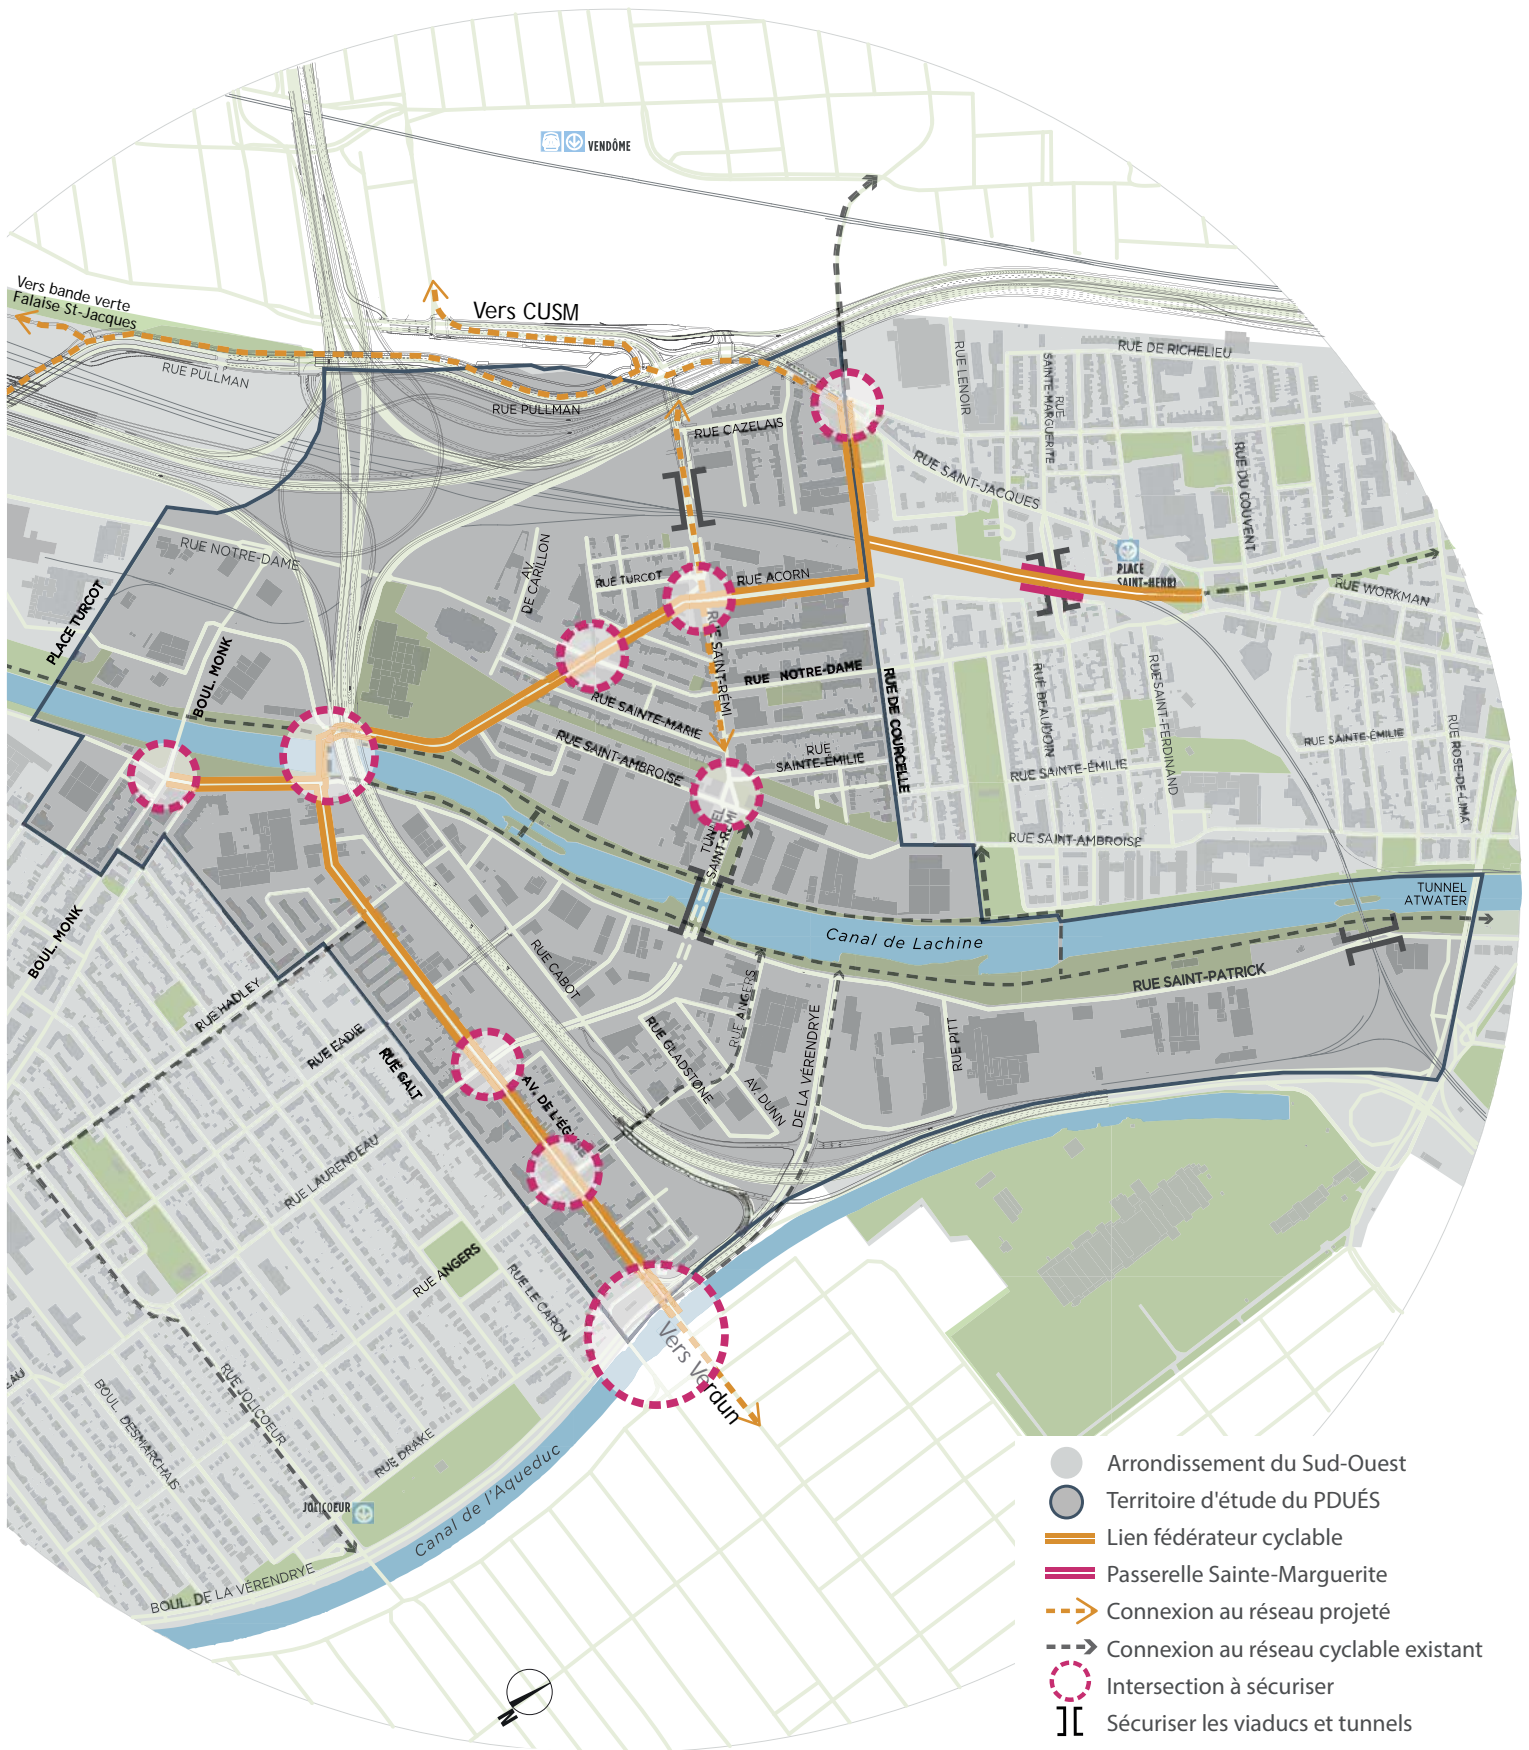 VENDÔME
Vers bande verte
Falaise St-Jacques
Vers CUSM
RUE PULLMAN
RUE PULLMAN
RUE CAZELAIS
RUE LENOIR
RUE
SAINTE-MARGUERITE
RUE DE RICHELIEU
RUE DU COUVENT
RUE SAINT-JACQUES
RUE NOTRE-DAME
AV.
DE CARILLON
RUE TURCOT
RUE ACORN
PLACE
SAINT-HENRI
RUE WORKMAN
PLACE TURCOT
BOUL. MONK
RUE SAINT-RÉMI
RUE NOTRE-DAME
RUE DE COURCELLE
RUE BEAUDOIN
RUE SAINT-FERDINAND
RUE SAINTE-MARIE
RUE SAINT-AMBROISE
RUE
SAINTE-ÉMILIE
RUE SAINTE-ÉMILIE
RUE SAINTE-ÉMILIE
RUE ROSE-DE-LIMA
TUNNEL
SAINT-RÉMI
RUE SAINT-AMBROISE
TUNNEL
ATWATER
Canal de Lachine
RUE SAINT-PATRICK
BOUL. MONK
RUE HADLEY
RUE EADIE
RUE GALT
RUE CABOT
RUE ANGERS
RUE GLADSTONE
AV. DUNN
DE LA VÉRENDRYE
RUE PITT
AV. DE L'ÉGLISE
RUE LAURENDEAU
RUE ANGERS
RUE LE CARON
Vers Verdun
RUE JOLICOEUR
BOUL. DESMARCHAIS
RUE DRAKE
JOLICOEUR
Canal de l'Aqueduc
BOUL. DE LA VÉRENDRYE
N
Arrondissement du Sud-Ouest
Territoire d'étude du PDUÉS
Lien fédérateur cyclable
Passerelle Sainte-Marguerite
Connexion au réseau projeté
Connexion au réseau cyclable existant
Intersection à sécuriser
Sécuriser les viaducs et tunnels